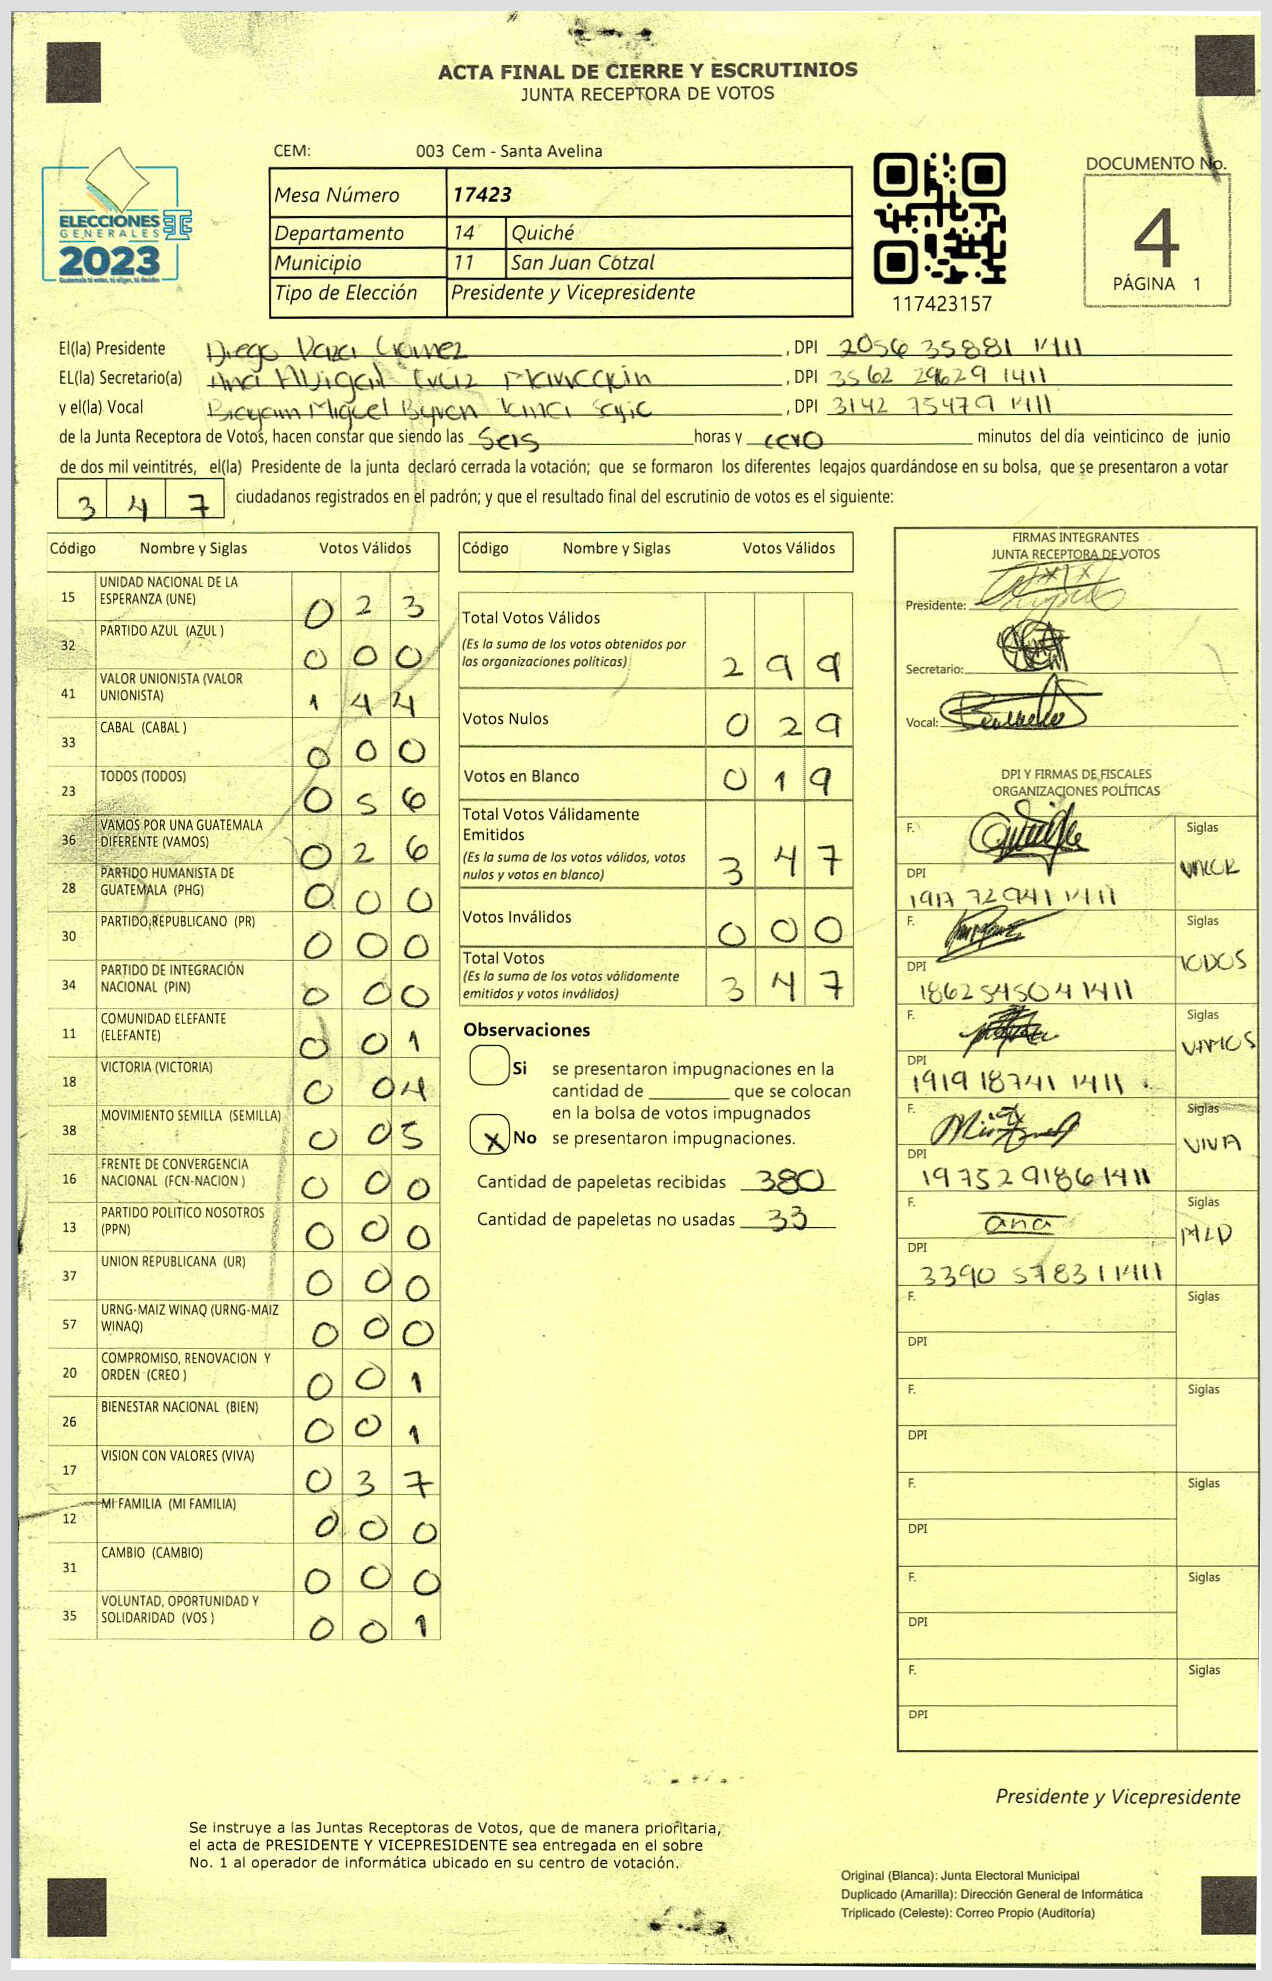 ACTA FINAL DE CIERRE Y ESCRUTINIOS
JUNTA RECEPTORA DE VOTOS
CEM: 003 Cem - Santa Avelina
DOCUMENTO No.
4
PÁGINA 1
ELECCIONES
GENERALES
2023
Mesa Número 17423
Departamento 14 Quiché
Municipio 11 San Juan Cotzal
Tipo de Elección Presidente y Vicepresidente
117423157
El(la) Presidente Diego , DPI 2056 35881 1411
EL(la) Secretario(a) Ana , DPI 3562 29629 1411
y el(la) Vocal Brayam Miguel Byron , DPI 3142 75479 1411
de la Junta Receptora de Votos, hacen constar que siendo las Seis horas y cero minutos del día veinticinco de junio
de dos mil veintitrés, el(la) Presidente de la junta declaró cerrada la votación; que se formaron los diferentes legajos guardándose en su bolsa, que se presentaron a votar
3 4 7 ciudadanos registrados en el padrón; y que el resultado final del escrutinio de votos es el siguiente:
Código Nombre y Siglas Votos Válidos
15 UNIDAD NACIONAL DE LA ESPERANZA (UNE) 0 2 3
32 PARTIDO AZUL (AZUL ) 0 0 0
41 VALOR UNIONISTA (VALOR UNIONISTA) 1 4 4
33 CABAL (CABAL ) 0 0 0
23 TODOS (TODOS) 0 5 6
36 VAMOS POR UNA GUATEMALA DIFERENTE (VAMOS) 0 2 6
28 PARTIDO HUMANISTA DE GUATEMALA (PHG) 0 0 0
30 PARTIDO REPUBLICANO (PR) 0 0 0
34 PARTIDO DE INTEGRACIÓN NACIONAL (PIN) 0 0 0
11 COMUNIDAD ELEFANTE (ELEFANTE) 0 0 1
18 VICTORIA (VICTORIA) 0 0 4
38 MOVIMIENTO SEMILLA (SEMILLA) 0 0 5
16 FRENTE DE CONVERGENCIA NACIONAL (FCN-NACION ) 0 0 0
13 PARTIDO POLITICO NOSOTROS (PPN) 0 0 0
37 UNION REPUBLICANA (UR) 0 0 0
57 URNG-MAIZ WINAQ (URNG-MAIZ WINAQ) 0 0 0
20 COMPROMISO, RENOVACION Y ORDEN (CREO ) 0 0 1
26 BIENESTAR NACIONAL (BIEN) 0 0 1
17 VISION CON VALORES (VIVA) 0 3 7
12 MI FAMILIA (MI FAMILIA) 0 0 0
31 CAMBIO (CAMBIO) 0 0 0
35 VOLUNTAD, OPORTUNIDAD Y SOLIDARIDAD (VOS ) 0 0 1
Código Nombre y Siglas Votos Válidos
Total Votos Válidos
(Es la suma de los votos obtenidos por
las organizaciones políticas) 2 9 9
Votos Nulos 0 2 9
Votos en Blanco 0 1 9
Total Votos Válidamente
Emitidos
(Es la suma de los votos válidos, votos
nulos y votos en blanco) 3 4 7
Votos Inválidos 0 0 0
Total Votos
(Es la suma de los votos válidamente
emitidos y votos inválidos) 3 4 7
Observaciones
Si se presentaron impugnaciones en la
cantidad de ________ que se colocan
en la bolsa de votos impugnados
X No se presentaron impugnaciones.
Cantidad de papeletas recibidas 380
Cantidad de papeletas no usadas 33
FIRMAS INTEGRANTES
JUNTA RECEPTORA DE VOTOS
Presidente:
Secretario:
Vocal:
DPI Y FIRMAS DE FISCALES
ORGANIZACIONES POLÍTICAS
F. Siglas
DPI VALOR
1917 72941 1411
F. Siglas
DPI TODOS
1862 54504 1411
F. Siglas
DPI VAMOS
1919 18741 1411
F. Siglas
DPI VIVA
1975 29186 1411
F. ana Siglas
DPI MLD
3390 57831 1411
F. Siglas
DPI
F. Siglas
DPI
F. Siglas
DPI
F. Siglas
DPI
F. Siglas
DPI
Presidente y Vicepresidente
Se instruye a las Juntas Receptoras de Votos, que de manera prioritaria,
el acta de PRESIDENTE Y VICEPRESIDENTE sea entregada en el sobre
No. 1 al operador de informática ubicado en su centro de votación.
Original (Blanca): Junta Electoral Municipal
Duplicado (Amarilla): Dirección General de Informática
Triplicado (Celeste): Correo Propio (Auditoría)